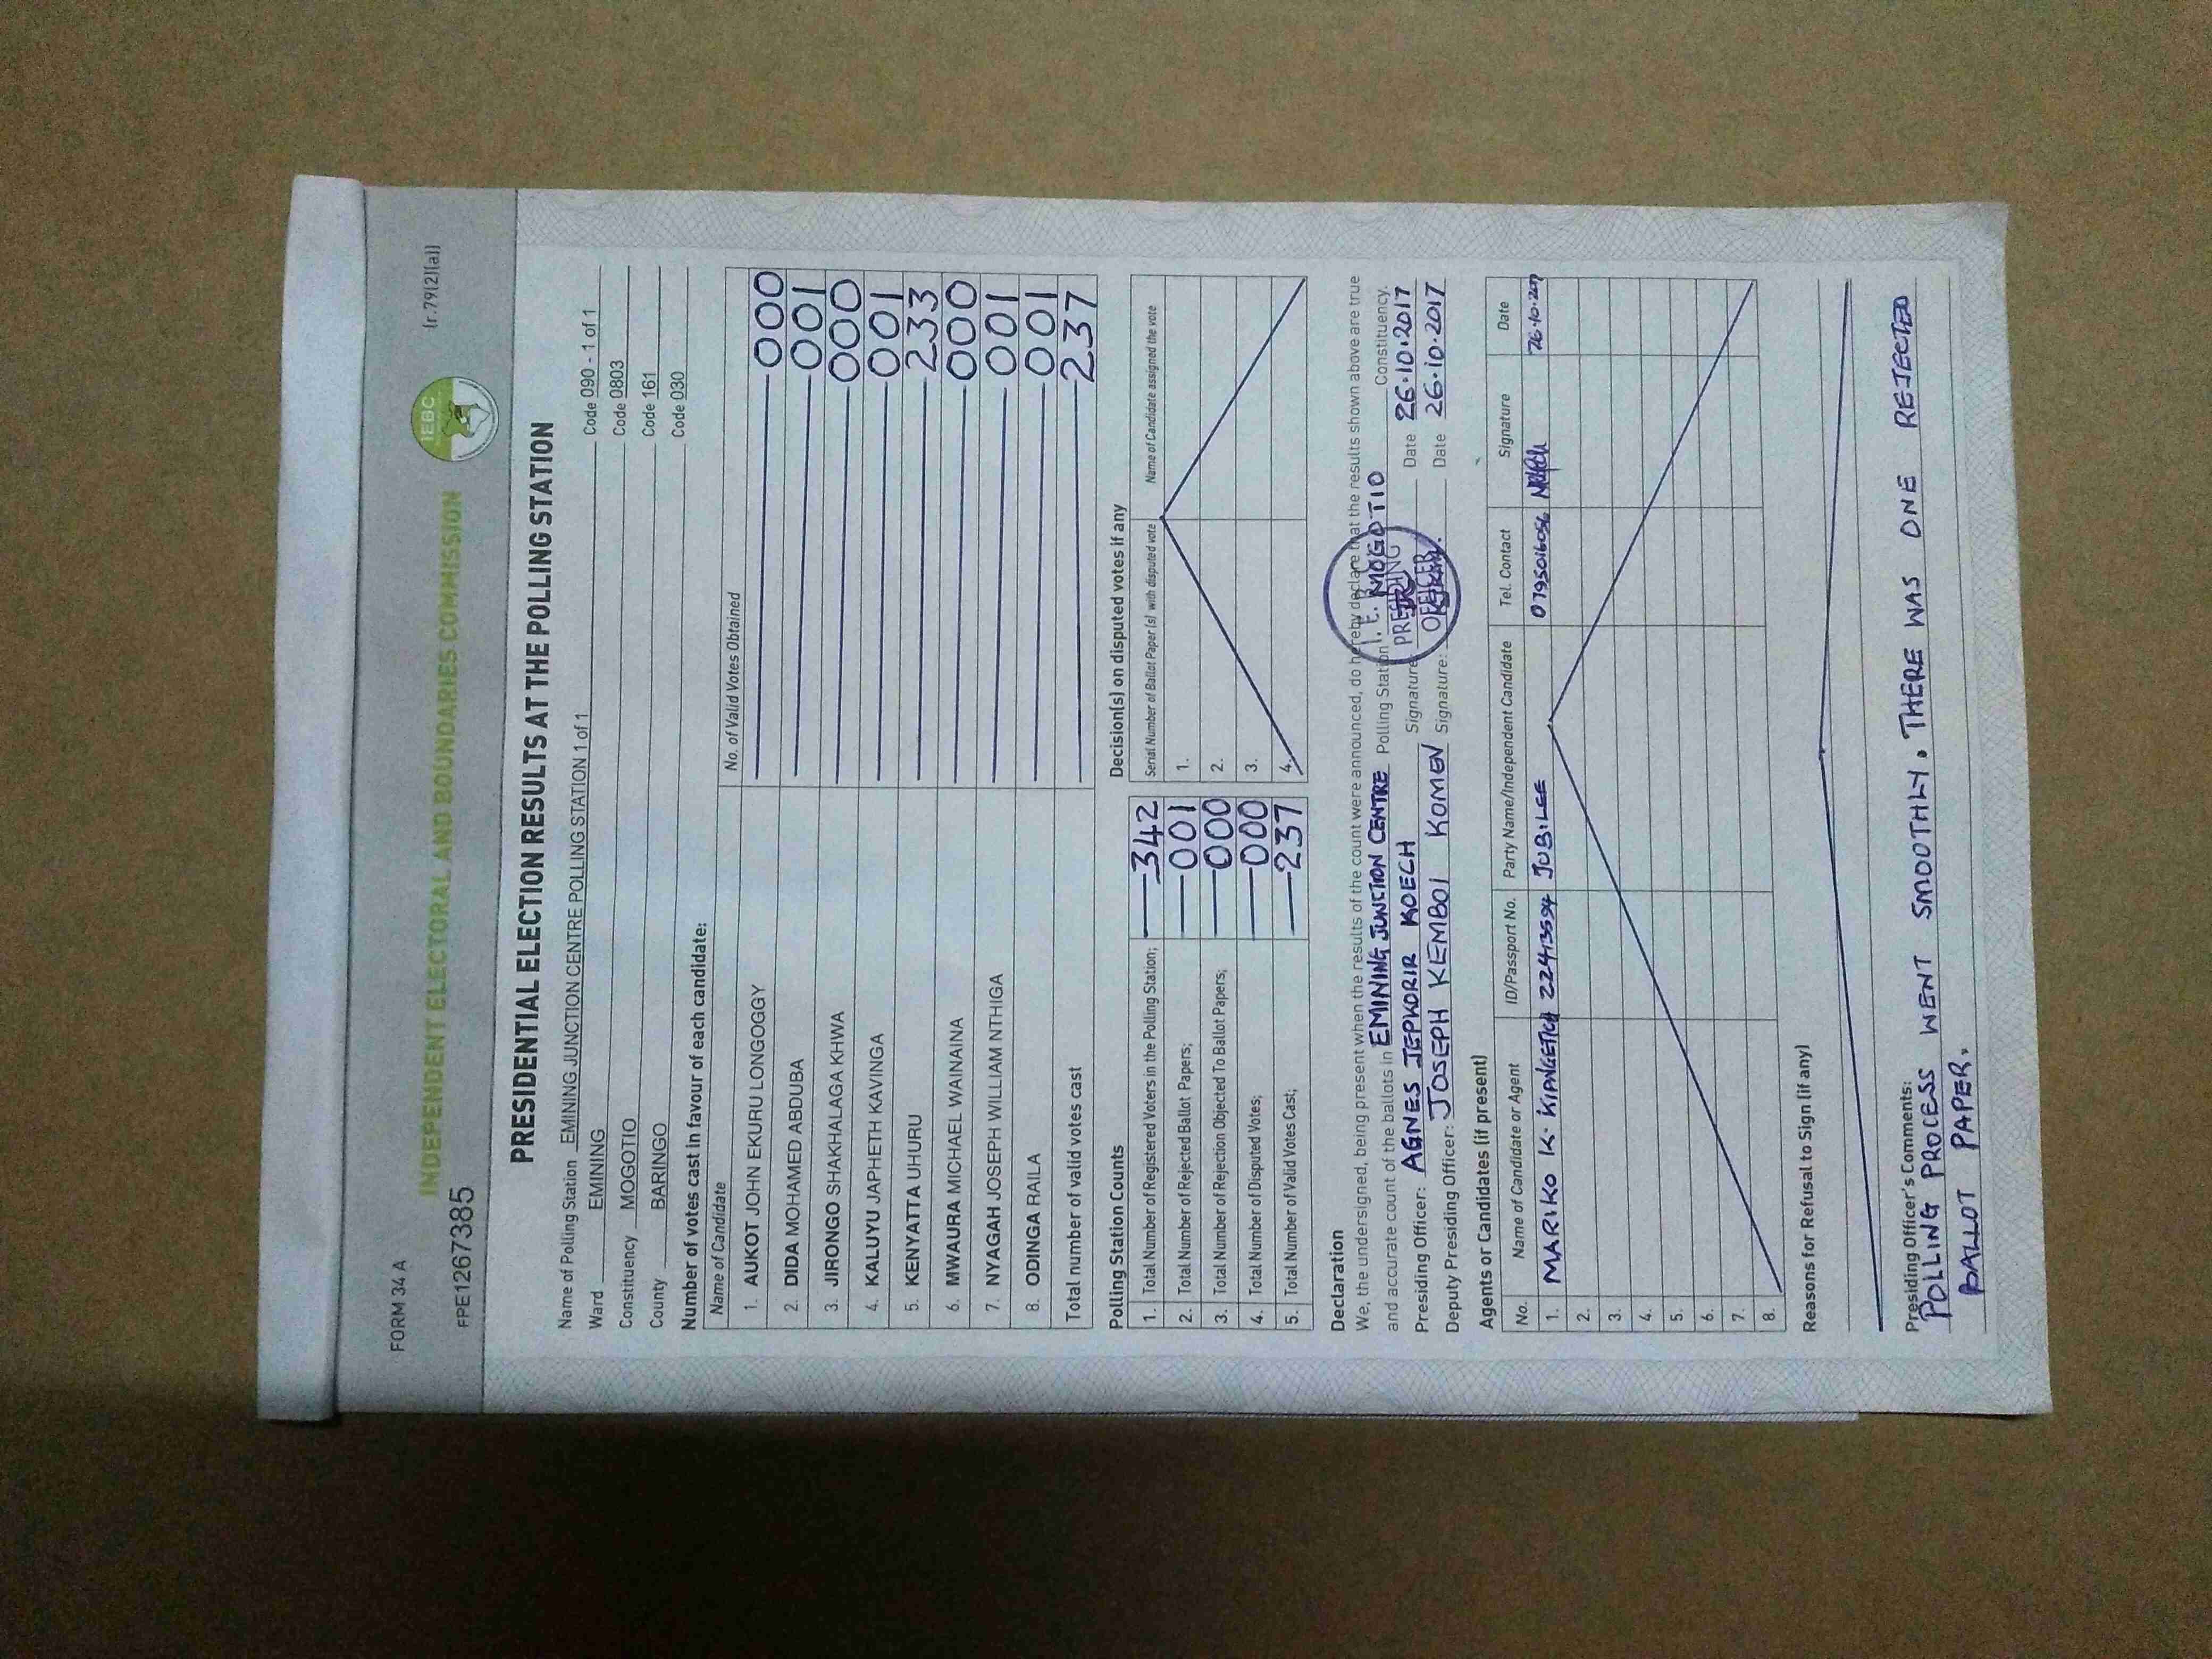 FORM 34 A
(r.79(2)(a))
INDEPENDENT ELECTORAL AND BOUNDARIES COMMISSION
IEBC
FPE1267385
PRESIDENTIAL ELECTION RESULTS AT THE POLLING STATION
Name of Polling Station EMINING JUNCTION CENTRE POLLING STATION 1 of 1 Code 090 - 1 of 1
Ward EMINING Code 0803
Constituency MOGOTIO Code 161
County BARINGO Code 030
Number of votes cast in favour of each candidate:
Name of Candidate No. of Valid Votes Obtained
1. AUKOT JOHN EKURU LONGOGGY 000
2. DIDA MOHAMED ABDUBA 001
3. JIRONGO SHAKHALAGA KHWA 000
4. KALUYU JAPHETH KAVINGA 001
5. KENYATTA UHURU 233
6. MWAURA MICHAEL WAINAINA 000
7. NYAGAH JOSEPH WILLIAM NTHIGA 001
8. ODINGA RAILA 001
Total number of valid votes cast 237
Polling Station Counts
1. Total Number of Registered Voters in the Polling Station; 342
2. Total Number of Rejected Ballot Papers; 001
3. Total Number of Rejection Objected To Ballot Papers; 000
4. Total Number of Disputed Votes; 000
5. Total Number of Valid Votes Cast; 237
Decision(s) on disputed votes if any
Serial Number of Ballot Paper (s) with disputed vote Name of Candidate assigned the vote
1.
2.
3.
4.
Declaration
We, the undersigned, being present when the results of the count were announced, do hereby declare that the results shown above are true
and accurate count of the ballots in EMINING JUNCTION CENTRE Polling Station MOGOTIO Constituency.
Presiding Officer: AGNES JEPKORIR KOECH Signature: Date 26.10.2017
Deputy Presiding Officer: JOSEPH KEMBOI KOMEN Signature: Date 26.10.2017
PRESIDING
OFFICER
Agents or Candidates (if present)
No. Name of Candidate or Agent ID/Passport No. Party Name/Independent Candidate Tel. Contact Signature Date
1. MARIKO K. KIPNGETCH 22413594 JUBILEE 0795016056 26.10.2017
2.
3.
4.
5.
6.
7.
8.
Reasons for Refusal to Sign (if any)
Presiding Officer's Comments:
POLLING PROCESS WENT SMOOTHLY. THERE WAS ONE REJECTED
BALLOT PAPER.